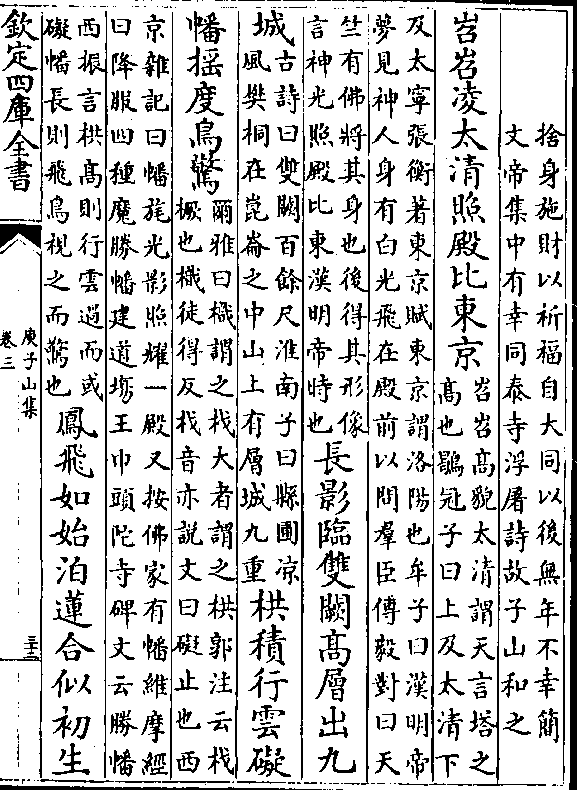 捨身施財以祈福自大同以後無年不幸簡
文帝集中有幸同泰寺浮屠詩故子山和之
岧岧凌太清照殿比東京
岧岧高貌太清謂天言塔之
高也鶡冠子曰上及太清下
及太寧張衡著東京賦東京謂洛陽也牟子曰漢明帝
夢見神人身有白光飛在殿前以問羣臣傅毅對曰天
竺有佛將其身也後得其形像
言神光照殿比東漢明帝時也
長影臨雙闕高層出九
城
古詩曰雙闕百餘尺淮南子曰縣圃凉
風樊桐在崑崙之中山上有層城九重
栱積行雲礙
幡揺度鳥驚
爾雅曰樴謂之杙大者謂之栱郭注云杙
橛也樴徒得反杙音亦説文曰礙止也西
京雜記曰幡旄光影照耀一殿又按佛家有幡維摩經
曰降服四種魔勝幡建道塲王巾頭陀寺碑文云勝幡
西振言栱高則行雲過而或
礙幡長則飛鳥視之而驚也
鳳飛如始泊蓮合似初生
欽定四庫全書
庾子山集
卷三
三十二